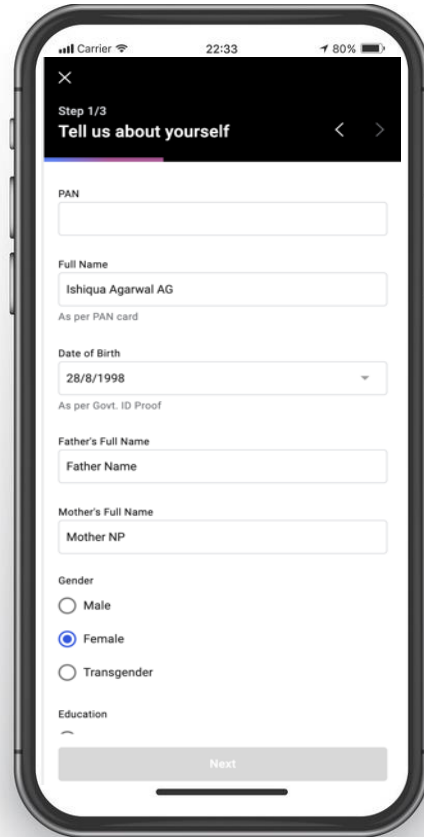 Carrier 22:33 80%
Step 1/3
Tell us about yourself
PAN
Full Name
Ishiqua Agarwal AG
As per PAN card
Date of Birth
28/8/1998
As per Govt. ID Proof
Father's Full Name
Father Name
Mother's Full Name
Mother NP
Gender
Male
Female
Transgender
Education
Next